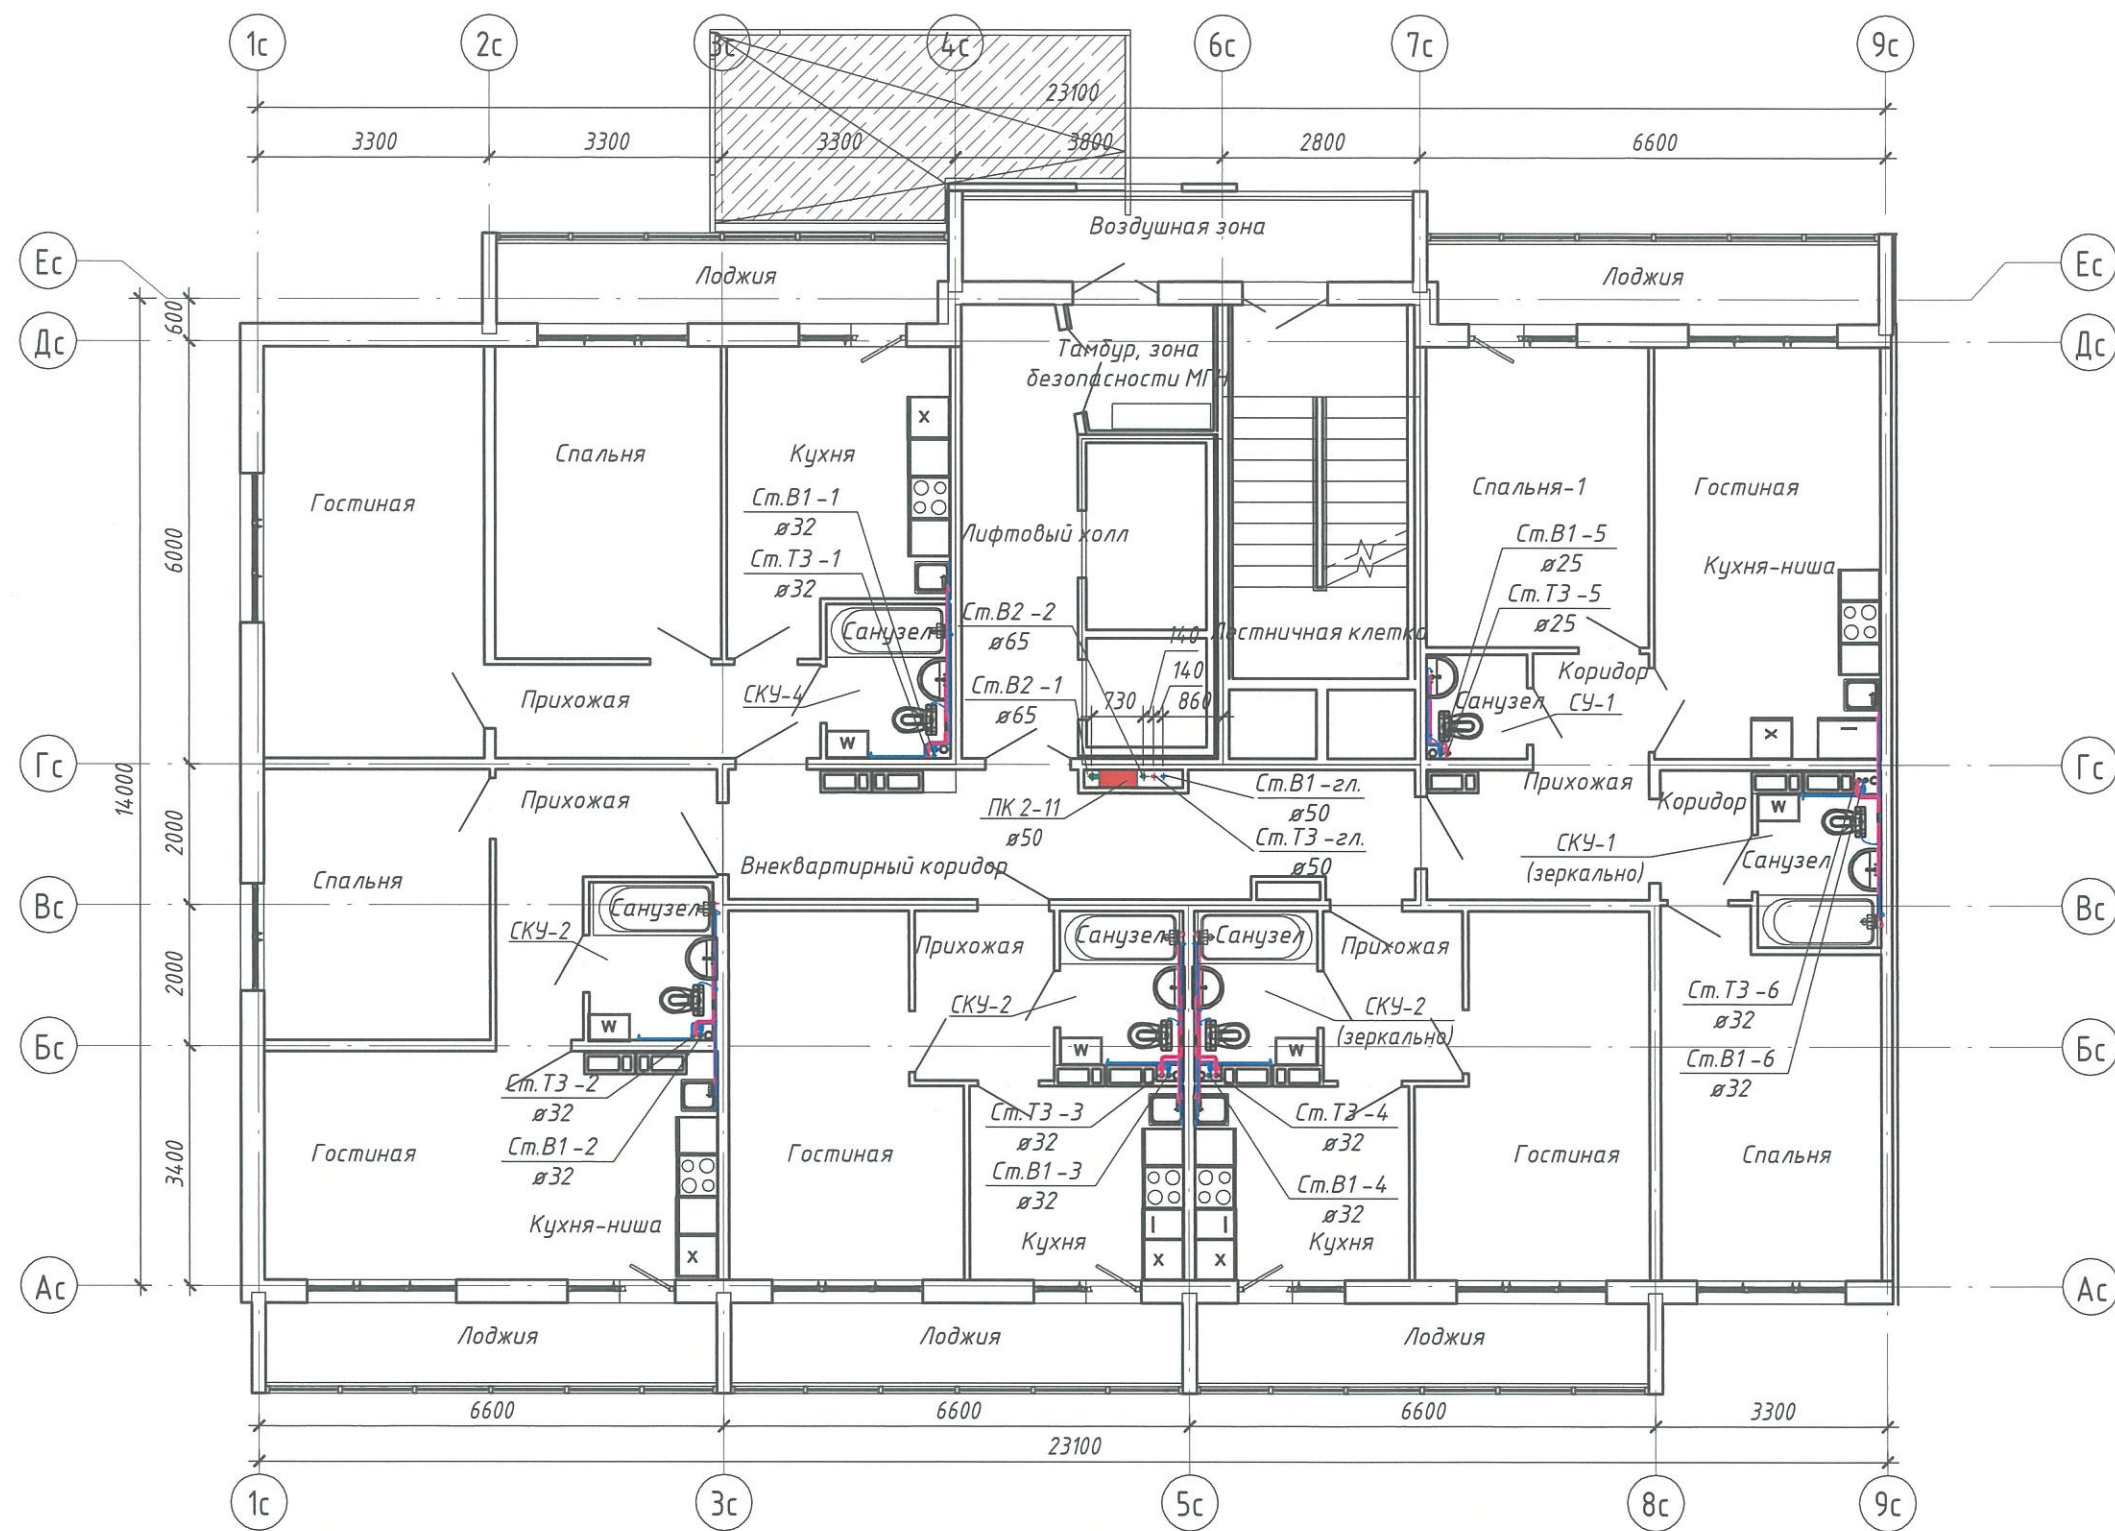 1с
2с
3с
4с
6с
7с
9с
23100
3300
3300
3300
3800
2800
6600
Воздушная зона
Ес
Лоджия
Лоджия
Ес
600
Дс
Тамбур, зона
безопасности МГН
Дс
Спальня
Кухня
X
Гостиная
Ст.В1-1
ø32
Спальня-1
Гостиная
6000
Лифтовый холл
Ст.В1-5
ø25
Ст.Т3-1
ø32
Кухня-ниша
Ст.Т3-5
ø25
Ст.В2-2
ø65
Санузел
140
Лестничная клетка
140
Коридор
Прихожая
СКУ-4
Ст.В2-1
ø65
730
860
Санузел
СУ-1
W
X
Гс
Гс
14000
Прихожая
ПК 2-11
ø50
Ст.В1-гл.
ø50
Прихожая
Коридор
W
2000
Ст.Т3-гл.
ø50
СКУ-1
(зеркально)
Санузел
Внеквартирный коридор
Спальня
Вс
Вс
Санузел
СКУ-2
Прихожая
Санузел
Санузел
Прихожая
2000
СКУ-2
СКУ-2
(зеркально)
Ст.Т3-6
ø32
W
W
W
Бс
Бс
Ст.В1-6
ø32
Ст.Т3-2
ø32
Ст.Т3-3
ø32
Ст.Т3-4
ø32
3400
Гостиная
Ст.В1-2
ø32
Гостиная
Ст.В1-3
ø32
Ст.В1-4
ø32
Гостиная
Спальня
Кухня-ниша
X
Кухня
X
X
Кухня
Ас
Ас
Лоджия
Лоджия
Лоджия
6600
6600
6600
3300
23100
1с
3с
5с
8с
9с